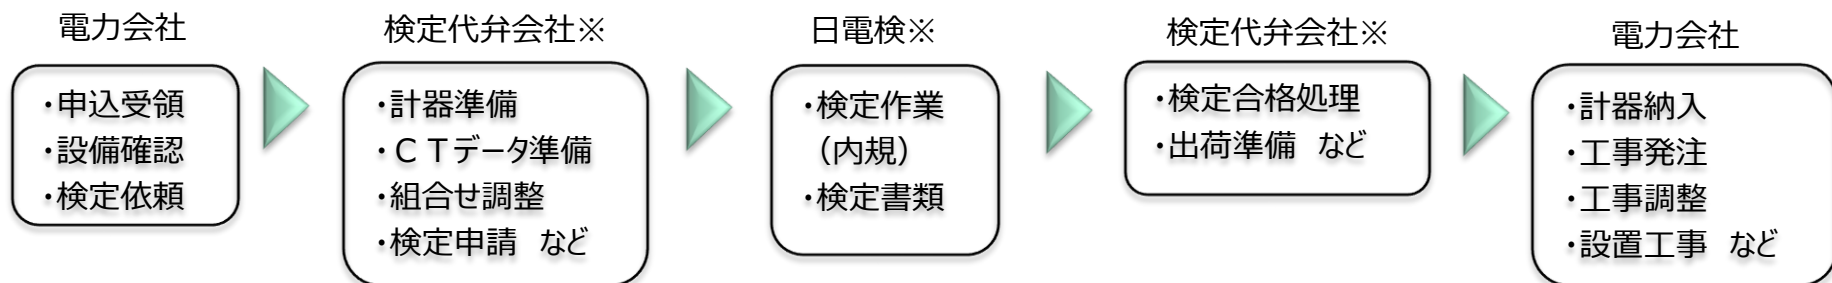 電力会社
・申込受領
・設備確認
・検定依頼
検定代弁会社※
・計器準備
・ＣＴデータ準備
・組合せ調整
・検定申請　など
日電検※
・検定作業
（内規）
・検定書類
検定代弁会社※
・検定合格処理
・出荷準備　など
電力会社
・計器納入
・工事発注
・工事調整
・設置工事　など